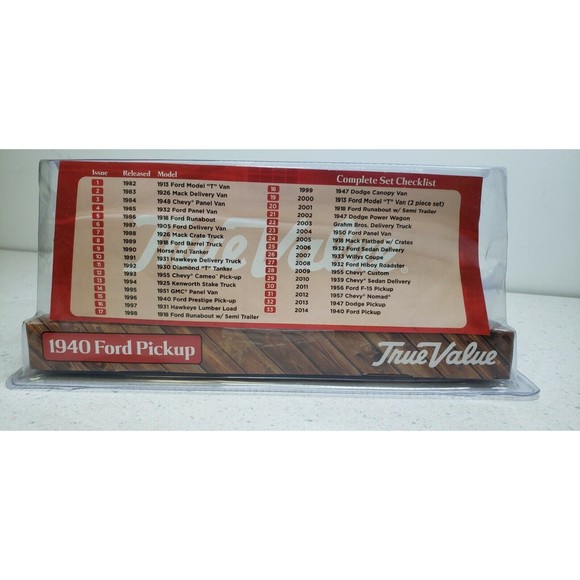 Issue Released Model
1 1982 1913 Ford Model "T" Van
2 1983 1926 Mack Delivery Van
3 1984 1948 Chevy® Panel Van
4 1985 1932 Ford Panel Van
5 1986 1918 Ford Runabout
6 1987 1905 Ford Delivery Van
7 1988 1926 Mack Crate Truck
8 1989 1918 Ford Barrel Truck
9 1990 Horse and Tanker
10 1991 1931 Hawkeye Delivery Truck
11 1992 1930 Diamond "T" Tanker
12 1993 1955 Chevy® Cameo® Pick-up
13 1994 1925 Kenworth Stake Truck
14 1995 1951 GMC® Panel Van
15 1996 1940 Ford Prestige Pick-up
16 1997 1931 Hawkeye Lumber Load
17 1998 1918 Ford Runabout w/ Semi Trailer
Complete Set Checklist
18 1999 1947 Dodge Canopy Van
19 2000 1913 Ford Model "T" Van (2 piece set)
20 2001 1918 Ford Runabout w/ Semi Trailer
21 2002 1947 Dodge Power Wagon
22 2003 Grahm Bros. Delivery Truck
23 2004 1950 Ford Panel Van
24 2005 1938 Mack Flatbed w/ Crates
25 2006 1932 Ford Sedan Delivery
26 2007 1933 Willys Coupe
27 2008 1932 Ford Hiboy Roadster
28 2009 1955 Chevy® Custom
29 2010 1939 Chevy® Sedan Delivery
30 2011 1956 Ford F-15 Pickup
31 2012 1957 Chevy® Nomad®
32 2013 1947 Dodge Pickup
33 2014 1940 Ford Pickup
True Value®
1940 Ford Pickup
True Value